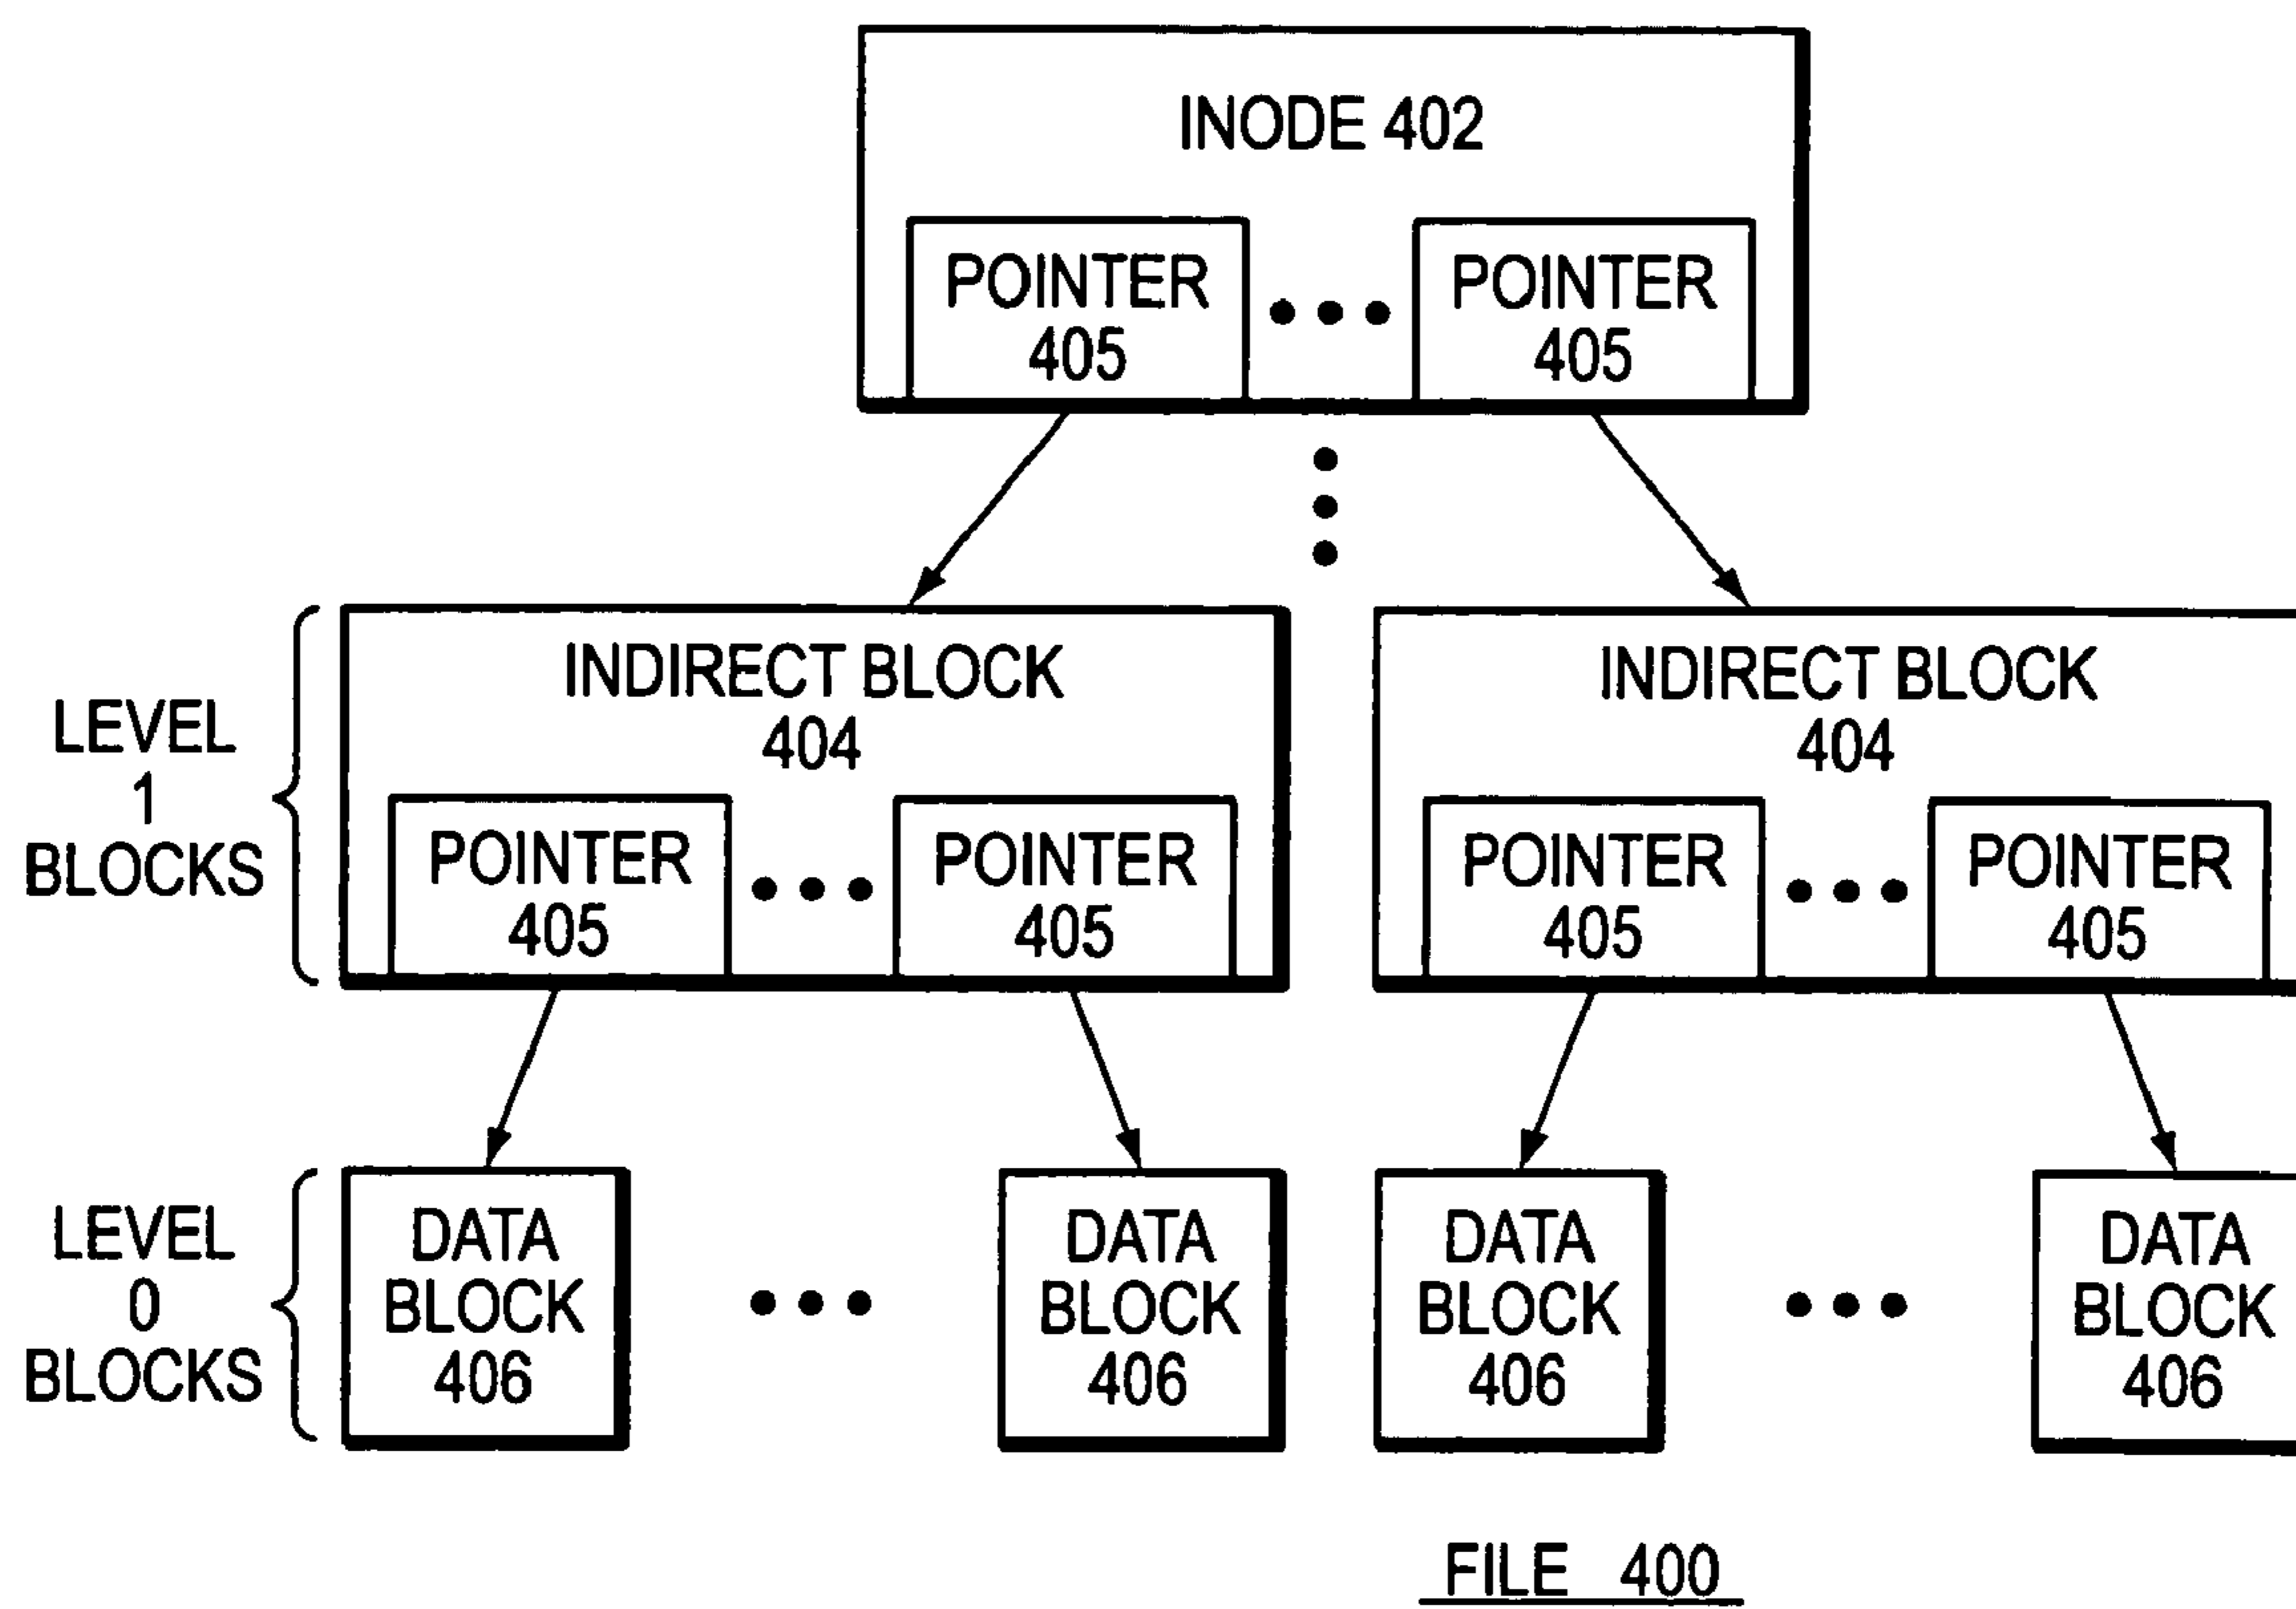 INODE 402
POINTER
405
POINTER
405
LEVEL
1
BLOCKS
INDIRECT BLOCK
404
POINTER
405
POINTER
405
INDIRECT BLOCK
404
POINTER
405
POINTER
405
LEVEL
0
BLOCKS
DATA
BLOCK
406
DATA
BLOCK
406
DATA
BLOCK
406
DATA
BLOCK
406
FILE 400